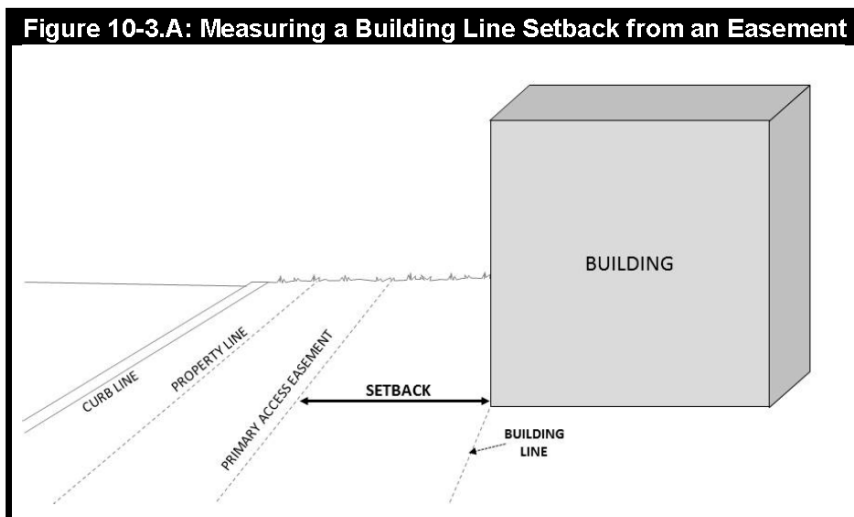 Figure 10-3.A: Measuring a Building Line Setback from an Easement
BUILDING
CURB LINE
PROPERTY LINE
PRIMARY ACCESS EASEMENT
SETBACK
BUILDING
LINE